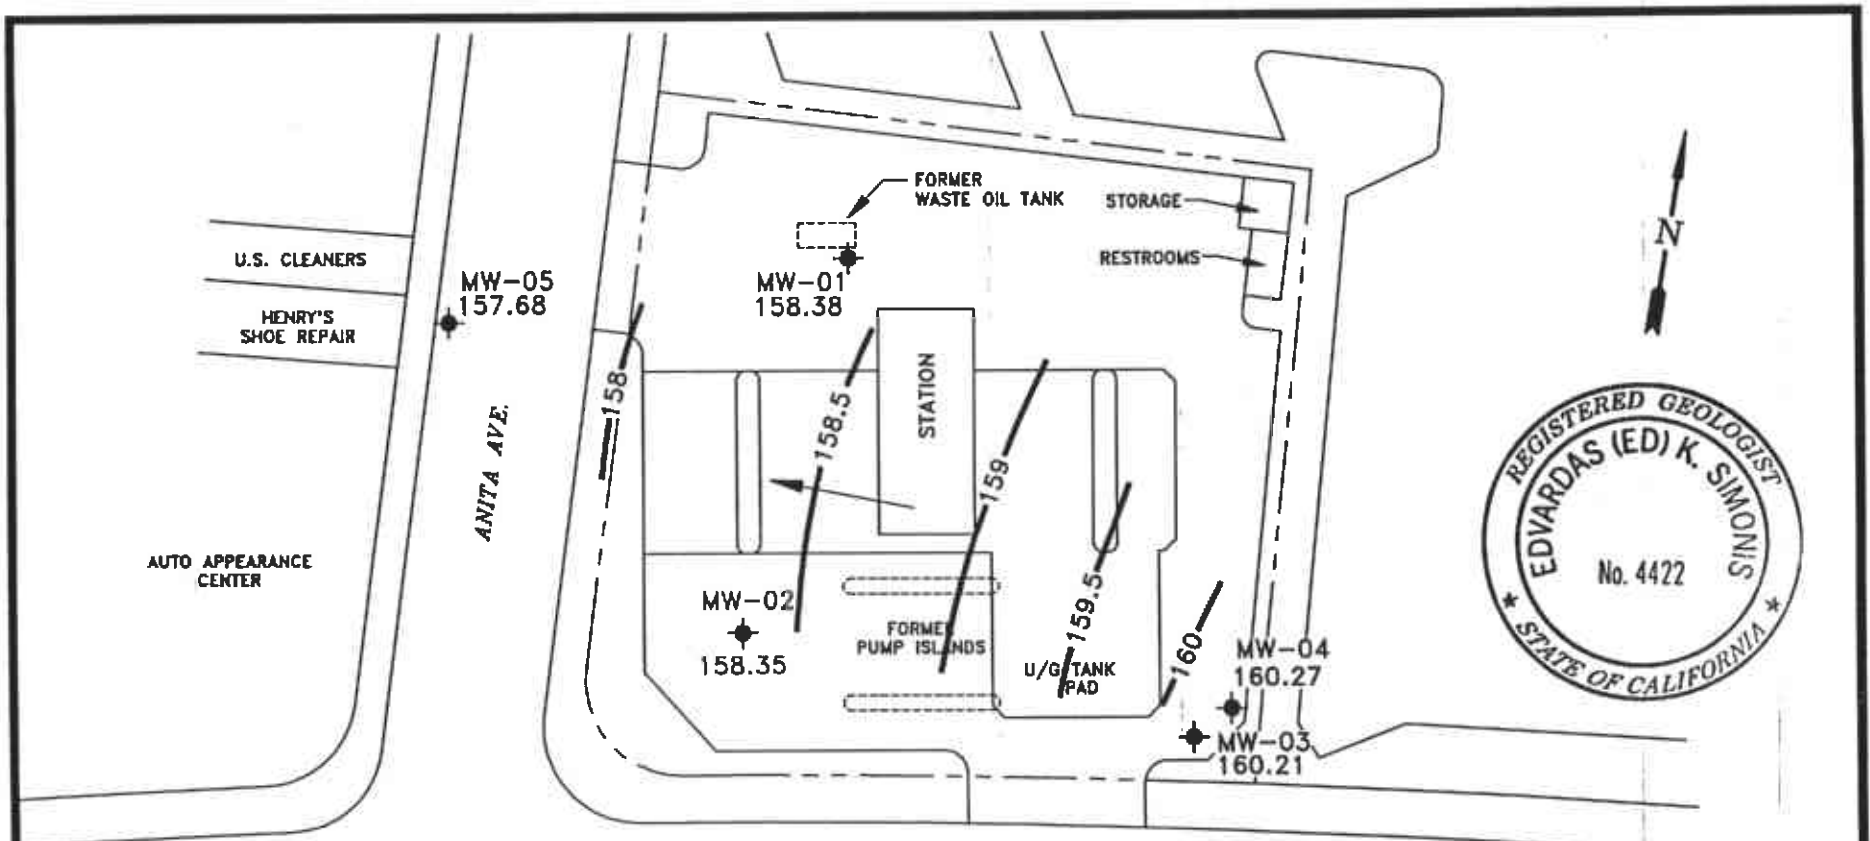 FORMER
WASTE OIL TANK
STORAGE
RESTROOMS
N
U.S. CLEANERS
HENRY'S
SHOE REPAIR
MW-05
157.68
MW-01
158.38
158
158.5
STATION
159
ANITA AVE.
AUTO APPEARANCE
CENTER
MW-02
158.35
FORMER
PUMP ISLANDS
159.5
U/G TANK
PAD
160
MW-04
160.27
MW-03
160.21
REGISTERED GEOLOGIST
EDVARDAS (ED) K. SIMONIS
No. 4422
★ STATE OF CALIFORNIA ★